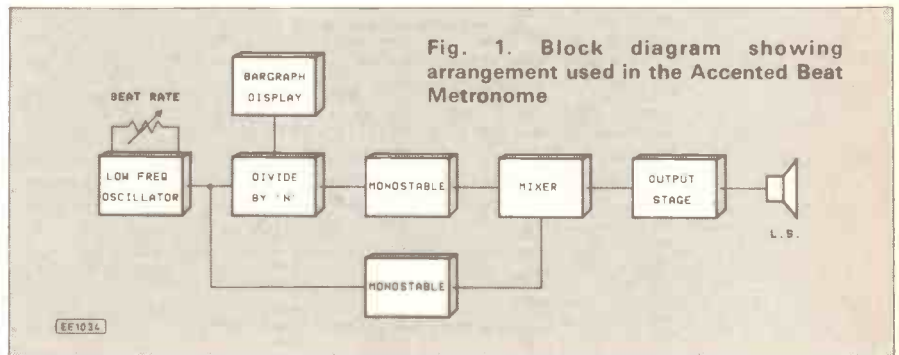 Fig. 1. Block diagram showing
arrangement used in the Accented Beat
Metronome
BARGRAPH
DISPLAY
BEAT RATE
LOW FREQ
OSCILLATOR
DIVIDE
BY 'N'
MONOSTABLE
MIXER
OUTPUT
STAGE
L.S.
MONOSTABLE
EE1034